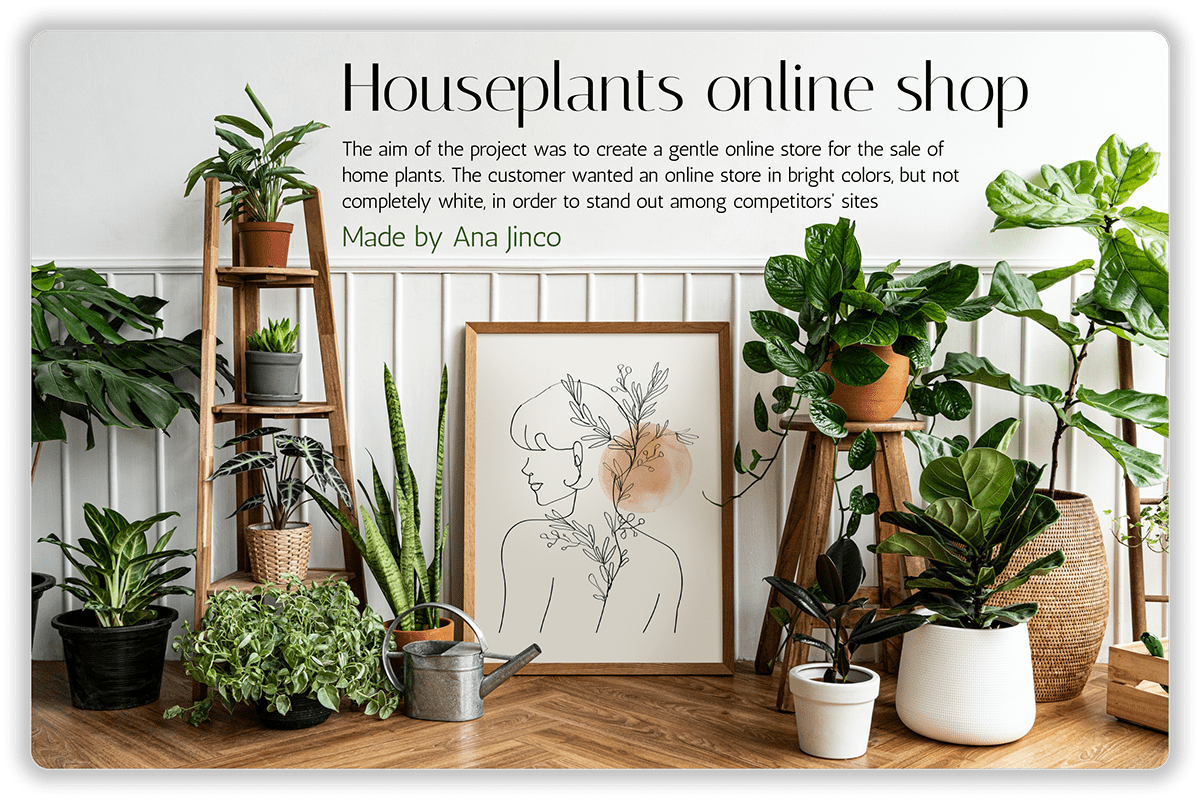 Houseplants online shop
The aim of the project was to create a gentle online store for the sale of
home plants. The customer wanted an online store in bright colors, but not
completely white, in order to stand out among competitors' sites
Made by Ana Jinco